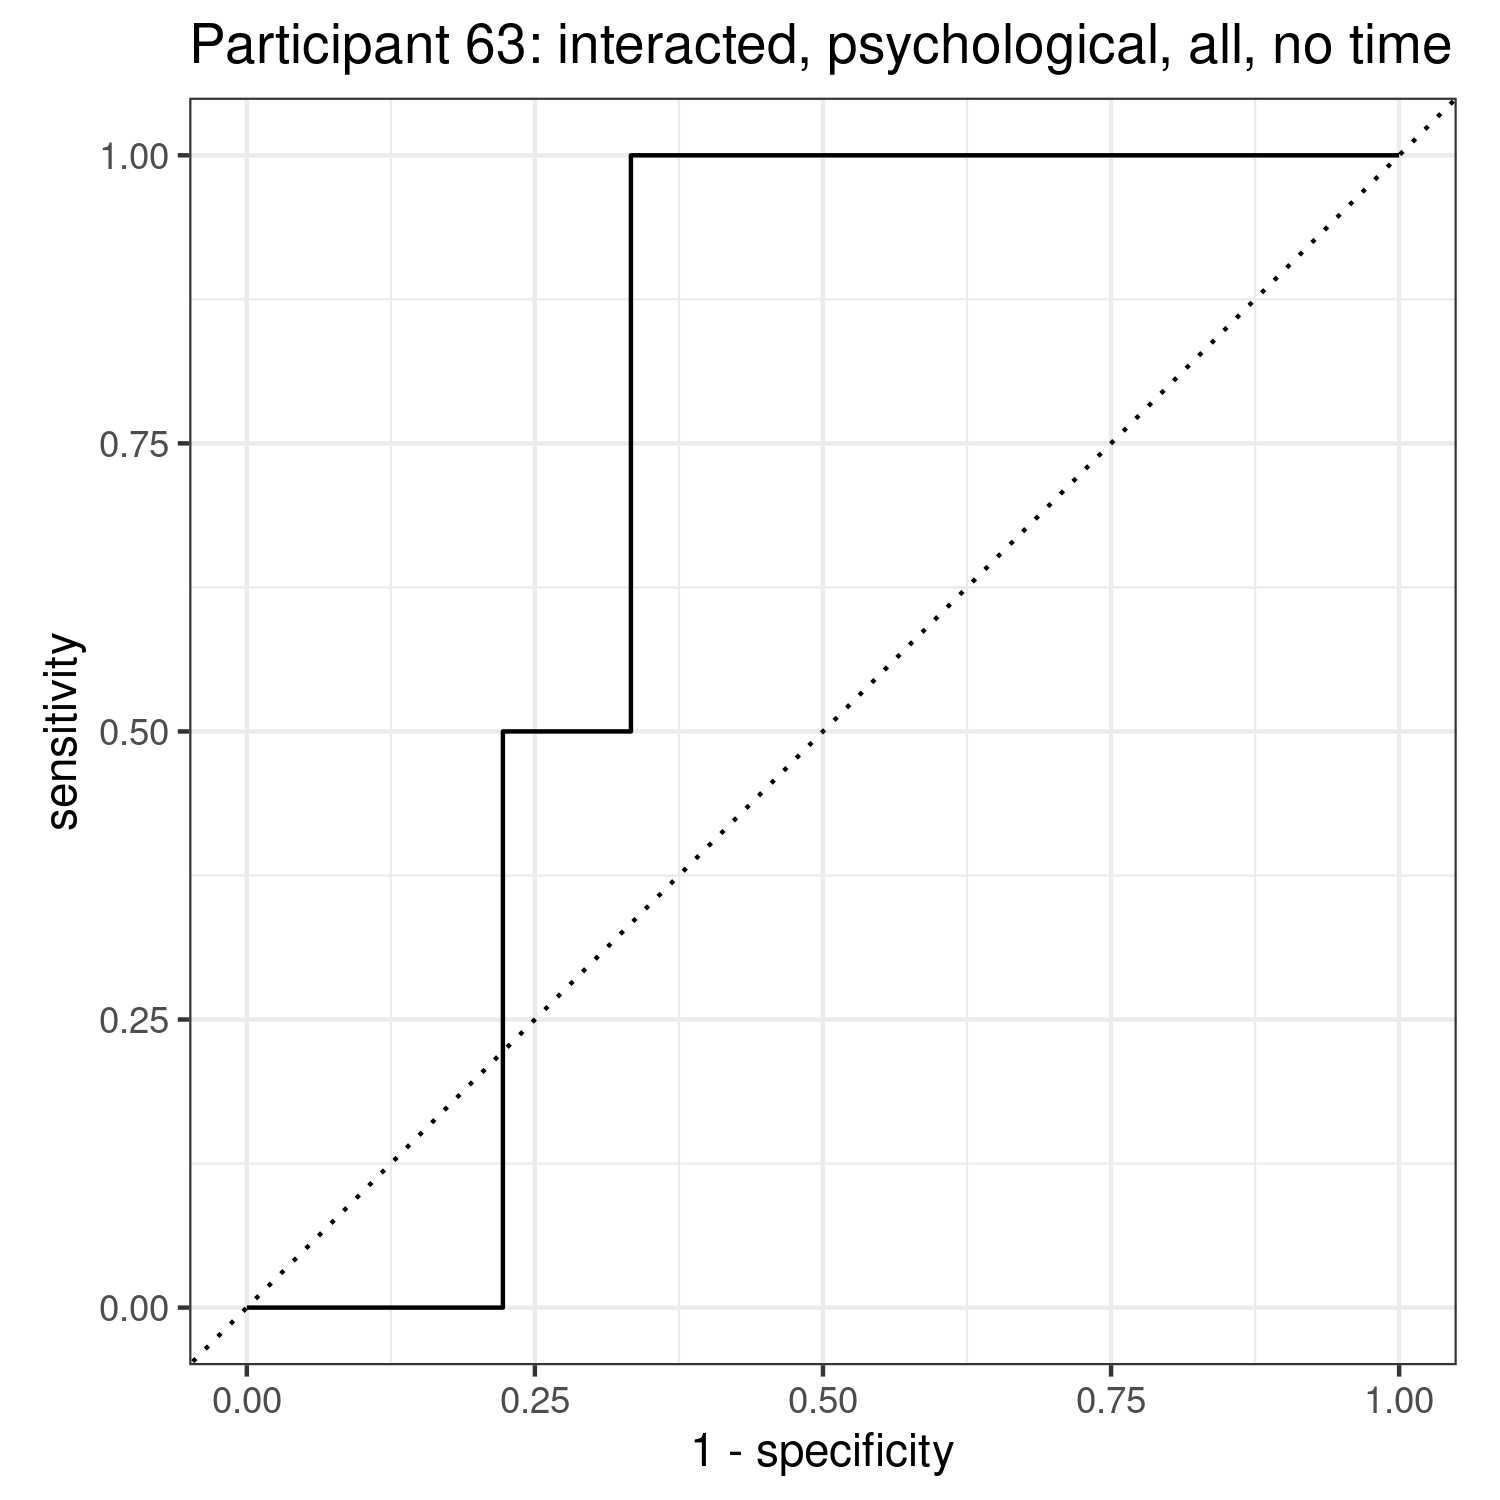 Participant 63: interacted, psychological, all, no time
1.00
0.75
0.50
0.25
0.00
sensitivity
0.00 0.25 0.50 0.75 1.00
1 - specificity